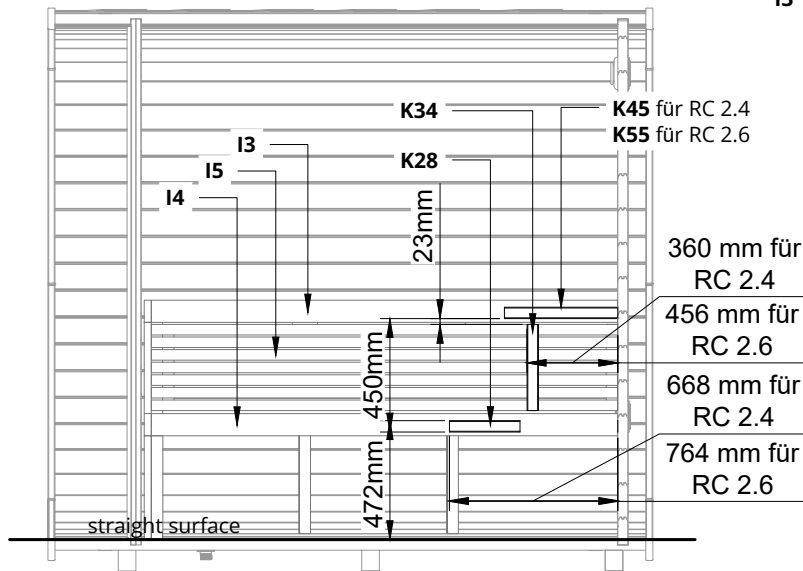 I3
K34
K45 für RC 2.4
K55 für RC 2.6
I3
K28
I5
I4
23mm
360 mm für
RC 2.4
456 mm für
RC 2.6
450mm
668 mm für
RC 2.4
472mm
764 mm für
RC 2.6
straight surface